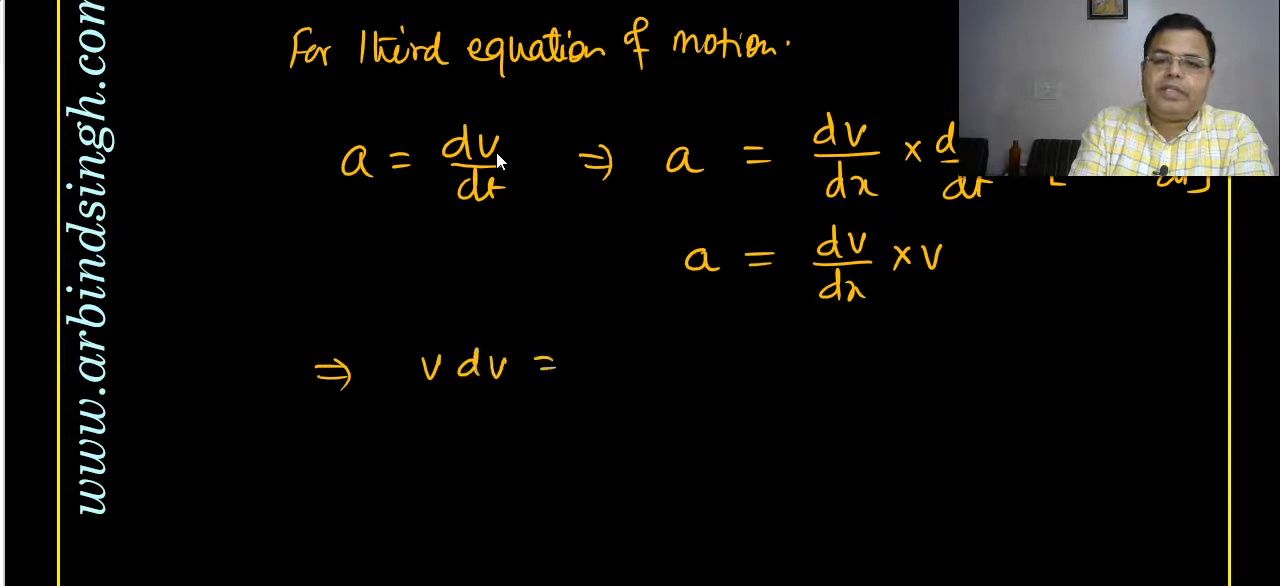 For third equation of motion.
a = dv/dt ⇒ a = dv/dx × d
a = dv/dx × v
⇒ v dv =
www.arbindsingh.com